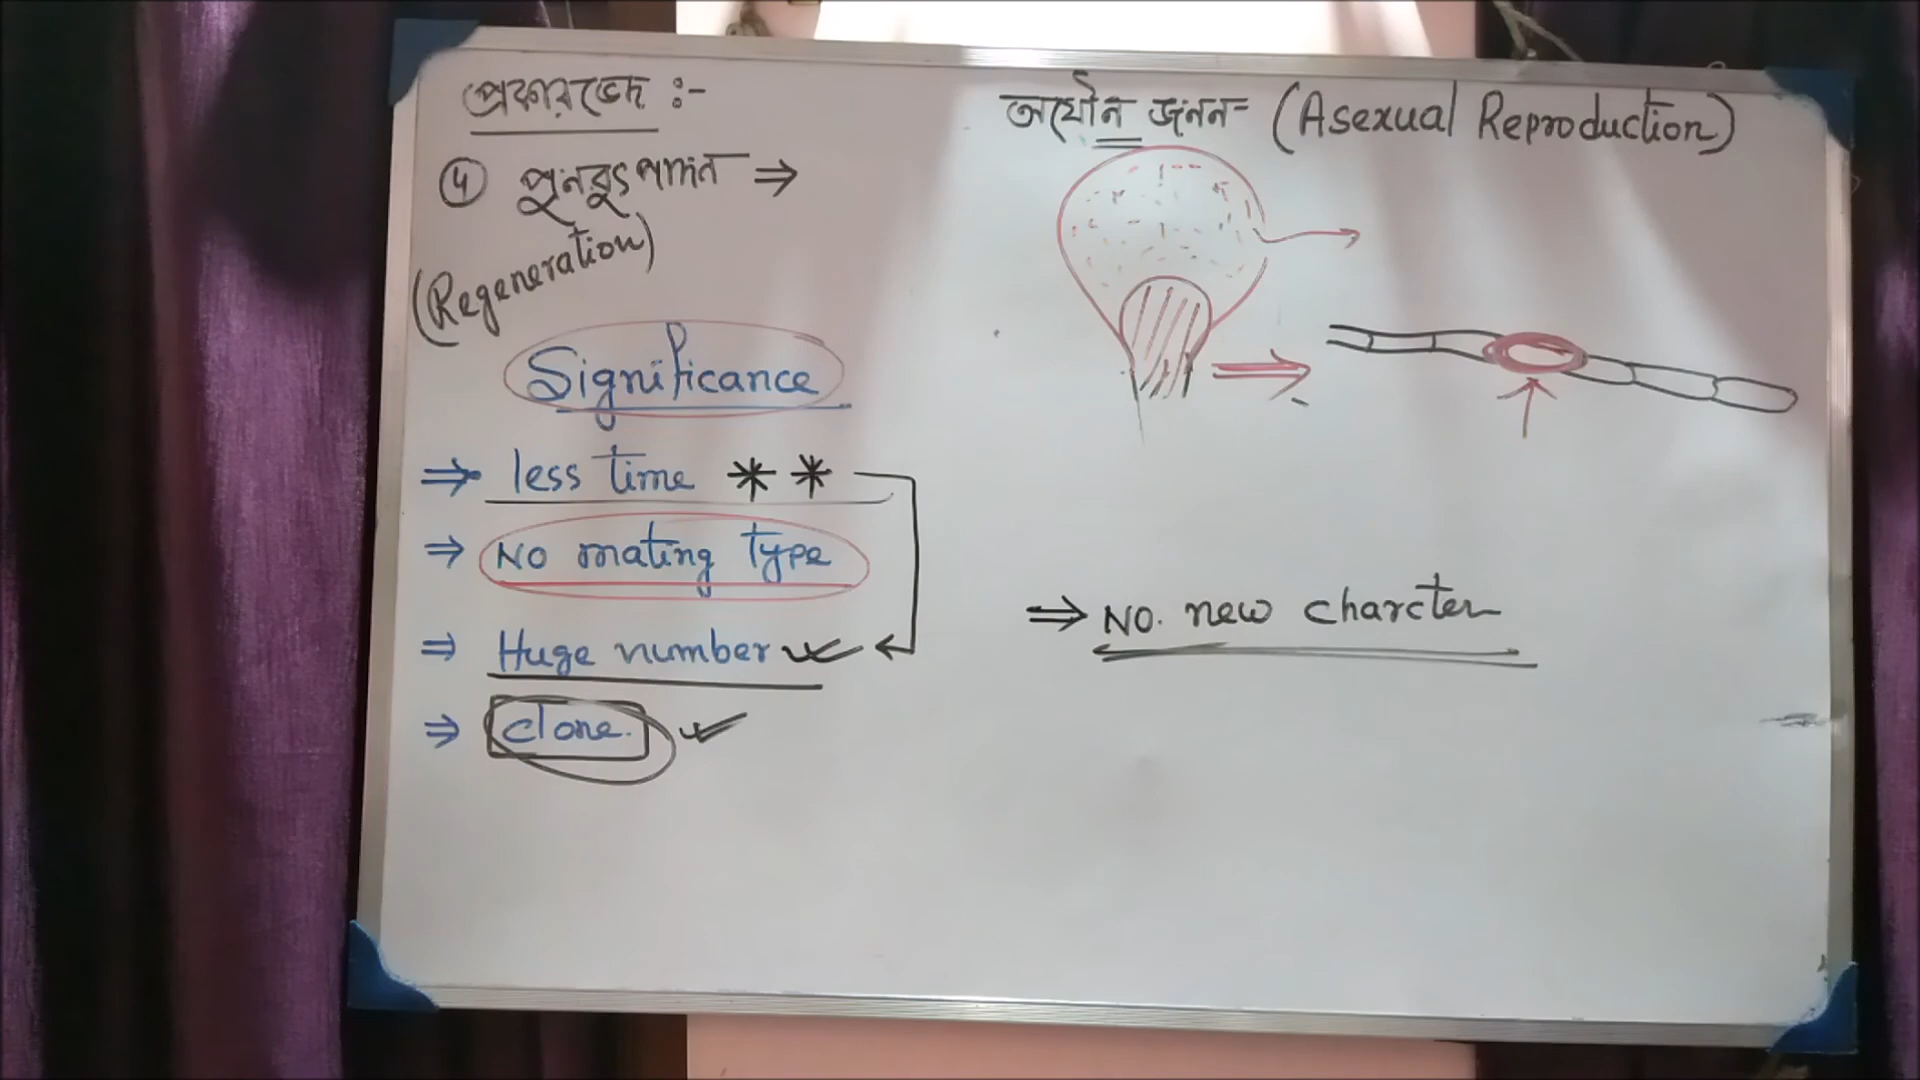 প্রকারভেদ :-
৫ পুনরুৎপাদন ⇒
(Regeneration)
Significance
⇒ less time * *
⇒ No mating type
⇒ Huge number
⇒ clone.
অযৌন জনন- (Asexual Reproduction)
⇒ NO. new charcter